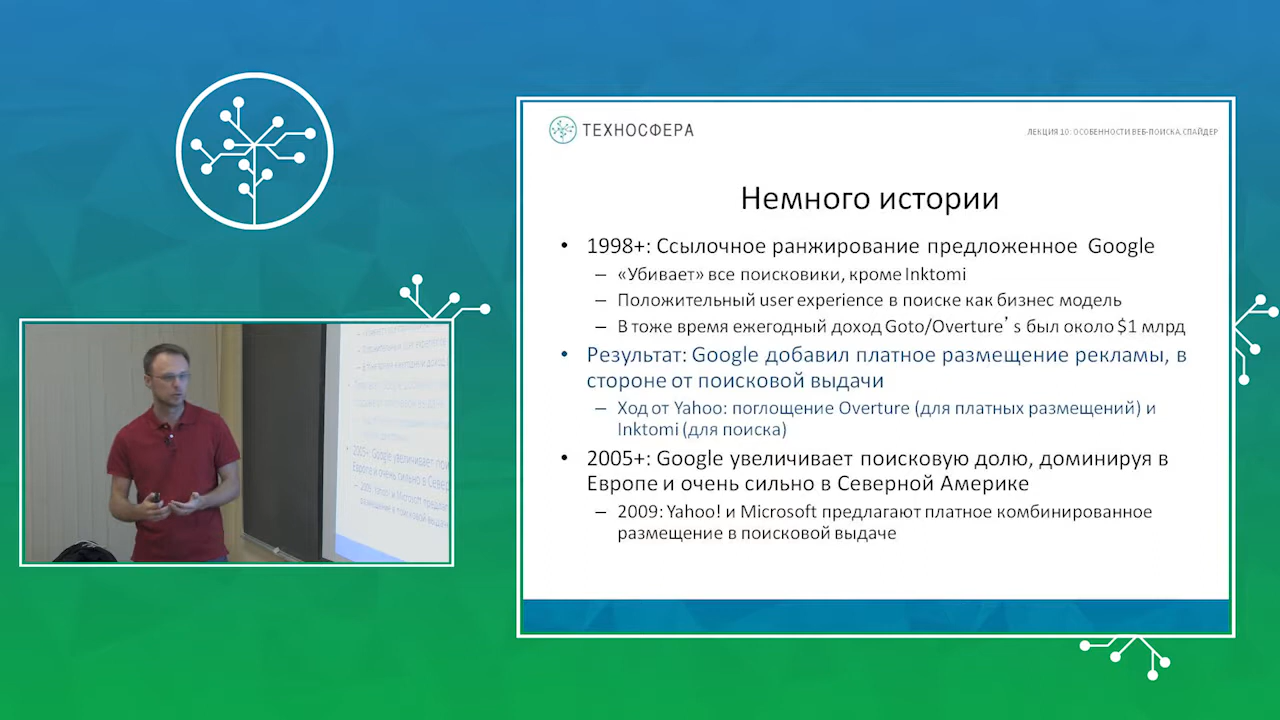 ТЕХНОСФЕРА
ЛЕКЦИЯ 10: ОСОБЕННОСТИ ВЕБ-ПОИСКА.СПАЙДЕР
Немного истории
• 1998+: Ссылочное ранжирование предложенное Google
– «Убивает» все поисковики, кроме Inktomi
– Положительный user experience в поиске как бизнес модель
– В тоже время ежегодный доход Goto/Overture’s был около $1 млрд
• Результат: Google добавил платное размещение рекламы, в
стороне от поисковой выдачи
– Ход от Yahoo: поглощение Overture (для платных размещений) и
Inktomi (для поиска)
• 2005+: Google увеличивает поисковую долю, доминируя в
Европе и очень сильно в Северной Америке
– 2009: Yahoo! и Microsoft предлагают платное комбинированное
размещение в поисковой выдаче